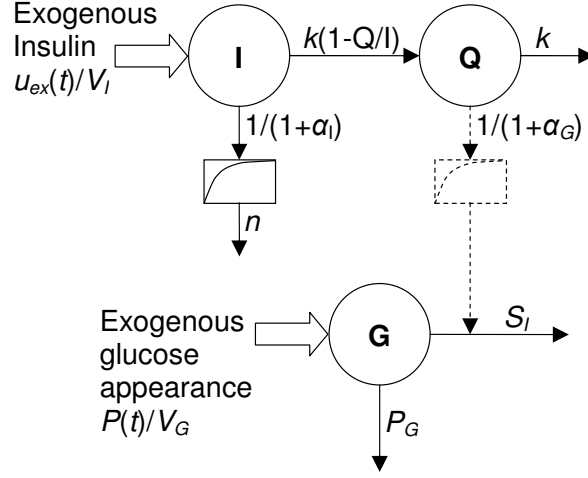 Exogenous
Insulin
u_ex(t)/V_I
I
k(1-Q/I)
Q
k
1/(1+α_I)
1/(1+α_G)
n
Exogenous
glucose
appearance
P(t)/V_G
G
S_I
P_G